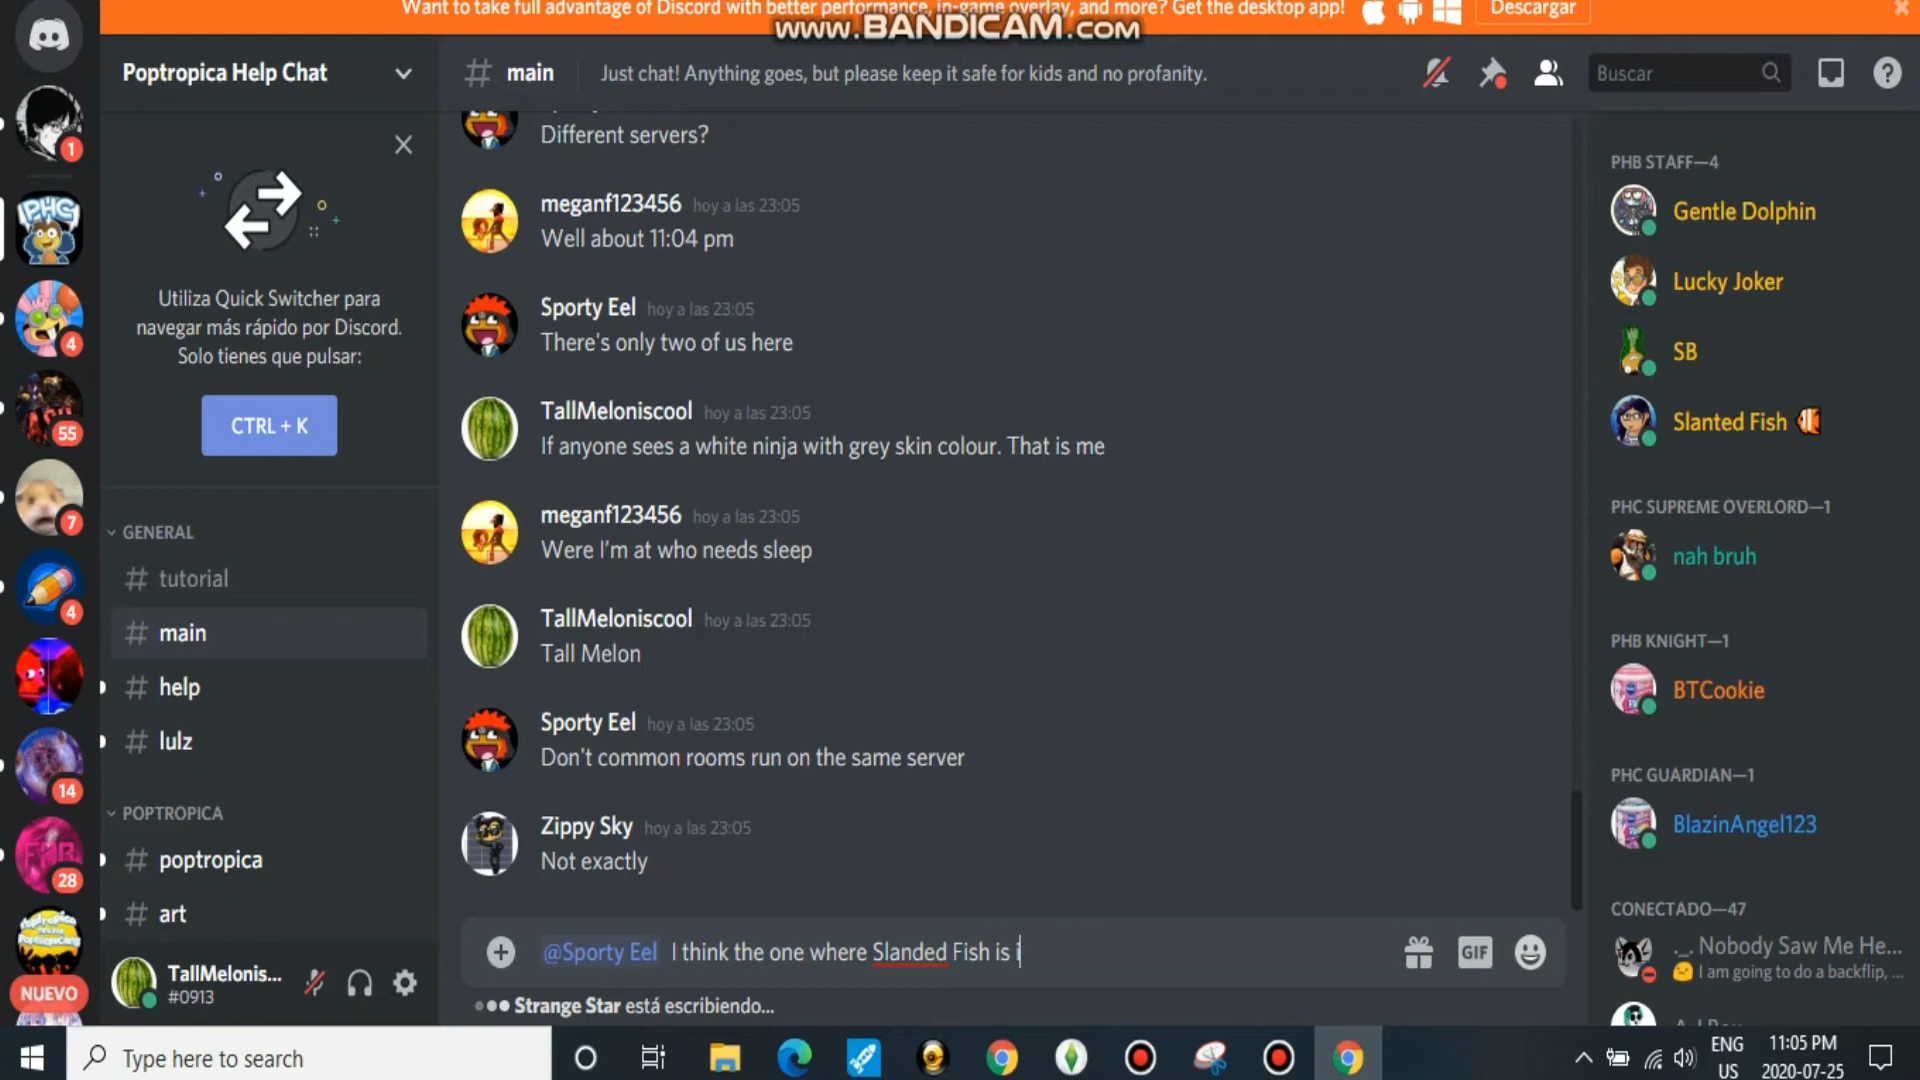 Want to take full advantage of Discord with better performance, in-game overlay, and more? Get the desktop app!
Descargar
www.BANDICAM.com
Poptropica Help Chat
main
Just chat! Anything goes, but please keep it safe for kids and no profanity.
Buscar
1
PHC
4
55
7
4
14
28
NUEVO
Utiliza Quick Switcher para
navegar más rápido por Discord.
Solo tienes que pulsar:
CTRL + K
GENERAL
# tutorial
# main
# help
# lulz
POPTROPICA
# poptropica
# art
TallMelonis...
#0913
Different servers?
meganf123456 hoy a las 23:05
Well about 11:04 pm
Sporty Eel hoy a las 23:05
There's only two of us here
TallMeloniscool hoy a las 23:05
If anyone sees a white ninja with grey skin colour. That is me
meganf123456 hoy a las 23:05
Were I'm at who needs sleep
TallMeloniscool hoy a las 23:05
Tall Melon
Sporty Eel hoy a las 23:05
Don't common rooms run on the same server
Zippy Sky hoy a las 23:05
Not exactly
@Sporty Eel I think the one where Slanded Fish is i
GIF
Strange Star está escribiendo...
PHB STAFF—4
Gentle Dolphin
Lucky Joker
SB
Slanted Fish
PHC SUPREME OVERLORD—1
nah bruh
PHB KNIGHT—1
BTCookie
PHC GUARDIAN—1
BlazinAngel123
CONECTADO—47
._. Nobody Saw Me He...
I am going to do a backflip, ...
Type here to search
ENG
US
11:05 PM
2020-07-25